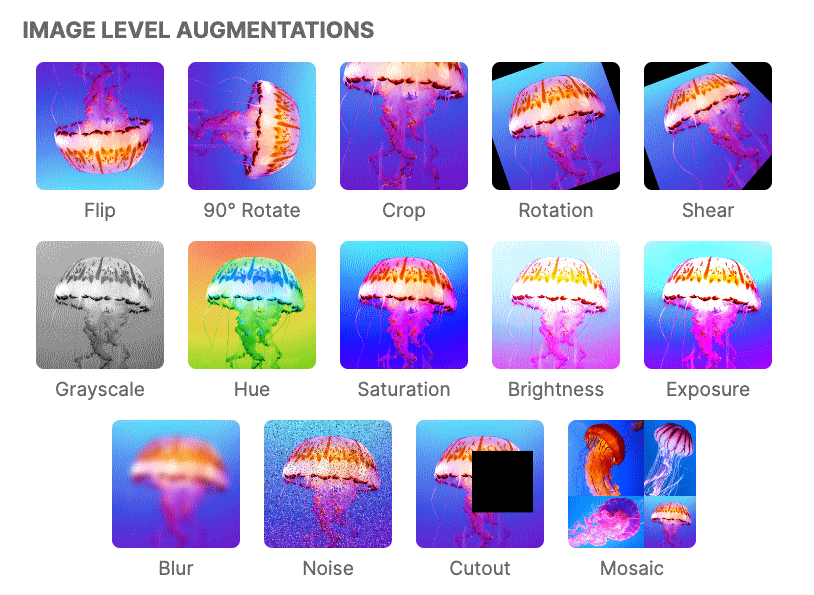 IMAGE LEVEL AUGMENTATIONS
Flip
90° Rotate
Crop
Rotation
Shear
Grayscale
Hue
Saturation
Brightness
Exposure
Blur
Noise
Cutout
Mosaic